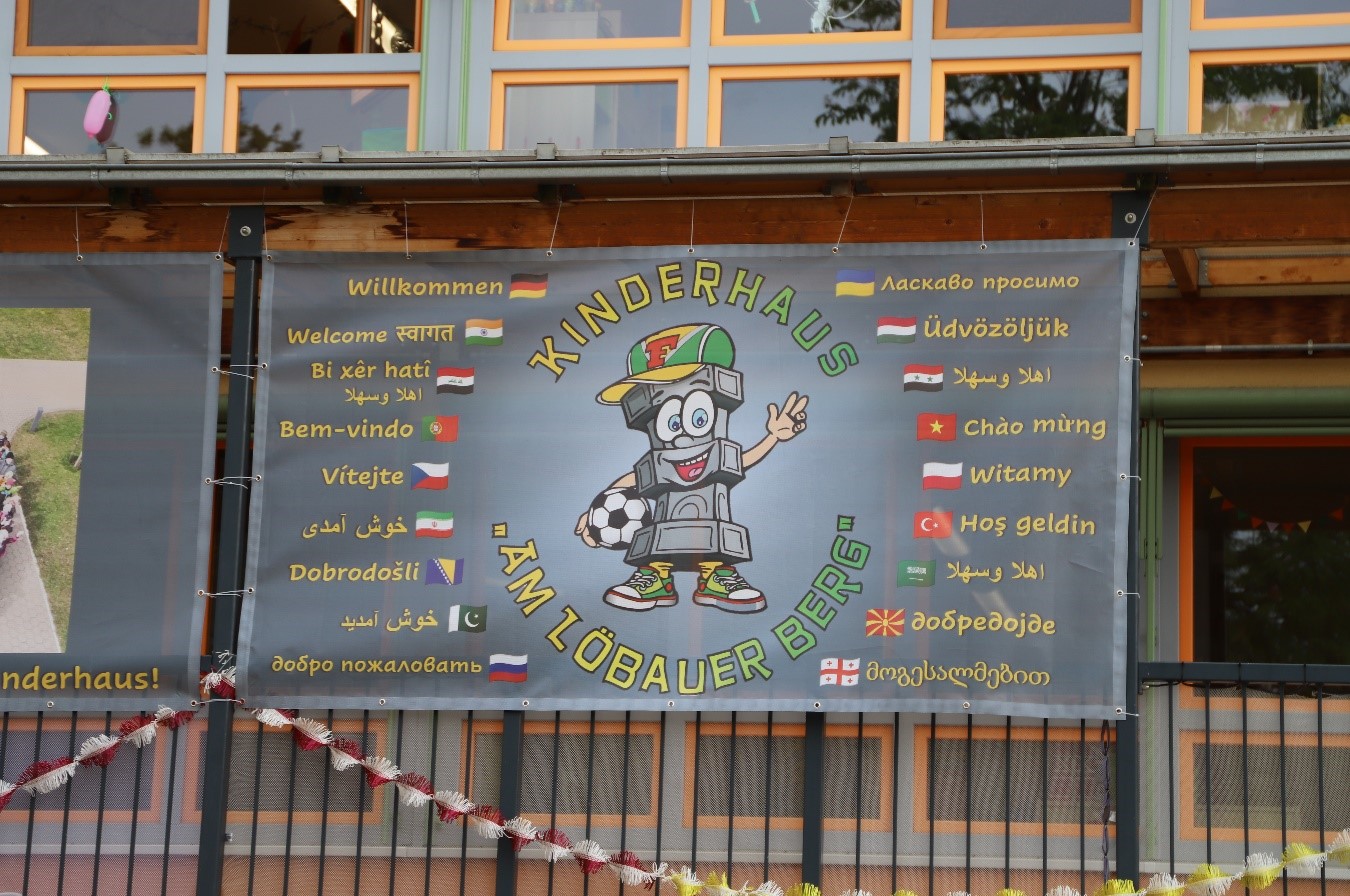 nderhaus!
KINDERHAUS
F
"AM LÖBAUER BERG"
Willkommen
Welcome स्वागत
Bi xêr hatî
اهلا وسهلا
Bem-vindo
Vítejte
خوش آمدی
Dobrodošli
خوش آمدید
добро пожаловать
Ласкаво просимо
Üdvözöljük
اهلا وسهلا
Chào mừng
Witamy
Hoş geldin
اهلا وسهلا
добредојде
მოგესალმებით